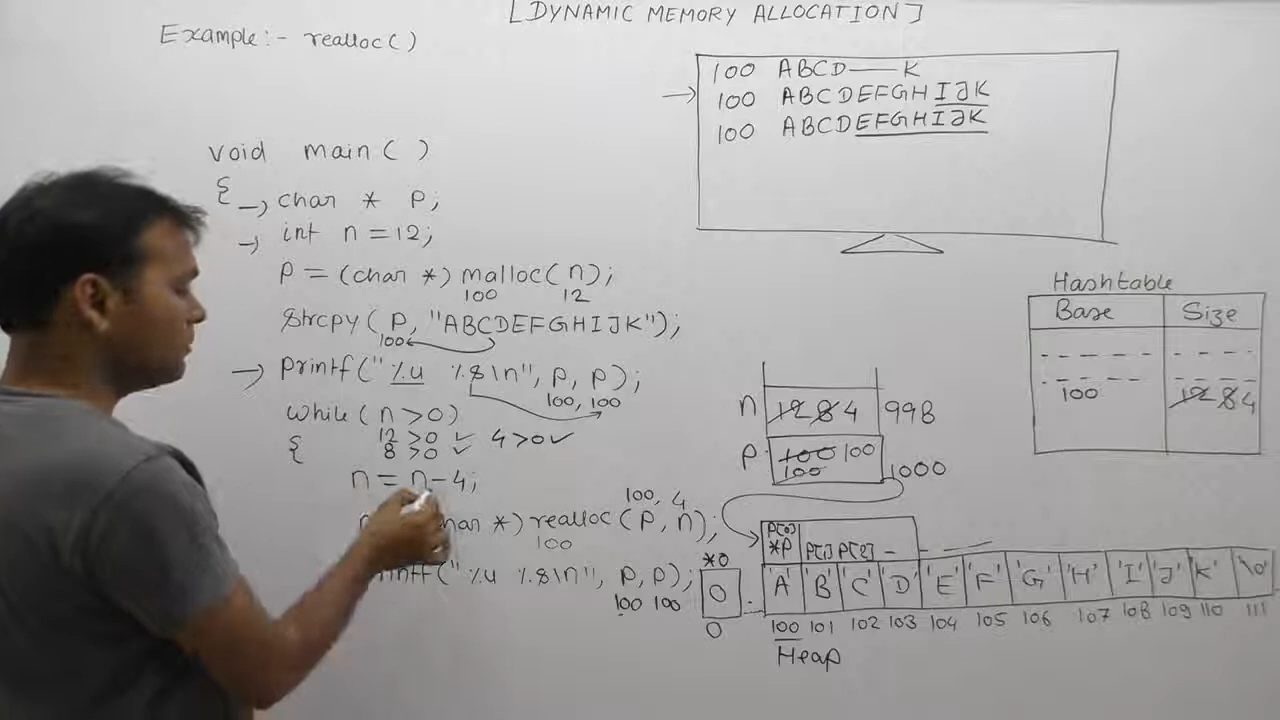 [DYNAMIC MEMORY ALLOCATION]
Example:- realloc()
100 ABCD——K
→ 100 ABCDEFGHIJK
100 ABCDEFGHIJK
void main( )
{
→ char * p;
→ int n=12;
p = (char *) malloc(n);
100 12
strcpy(p, "ABCDEFGHIJK");
100
→ printf("%u %s\n", p, p);
100, 100
while(n>0)
{ 12 >0 ✓ 4 >0 ✓
8 >0 ✓
n = n-4;
100, 4
*) realloc(p, n);
100
("%u %s\n", p, p);
100 100
Hashtable
Base Size
- - - - - - - - -
- - - - - - - - -
100 12 8 4
n 12 8 4 998
p 100 100
100 1000
p[0]
*p p[1] p[2] -
*0
0 'A' 'B' 'C' 'D' 'E' 'F' 'G' 'H' 'I' 'J' 'K' '\0'
0 100 101 102 103 104 105 106 107 108 109 110 111
Heap